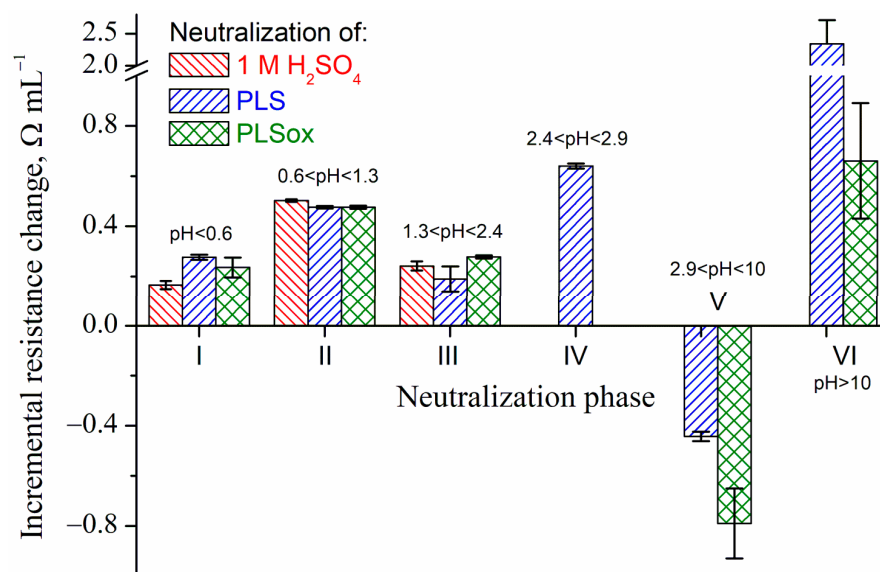 Incremental resistance change, Ω mL⁻¹
2.5
2.0
0.8
0.4
0.0
−0.4
−0.8
Neutralization of:
1 M H₂SO₄
PLS
PLSox
pH<0.6
0.6<pH<1.3
1.3<pH<2.4
2.4<pH<2.9
2.9<pH<10
V
I
II
III
IV
VI
pH>10
Neutralization phase